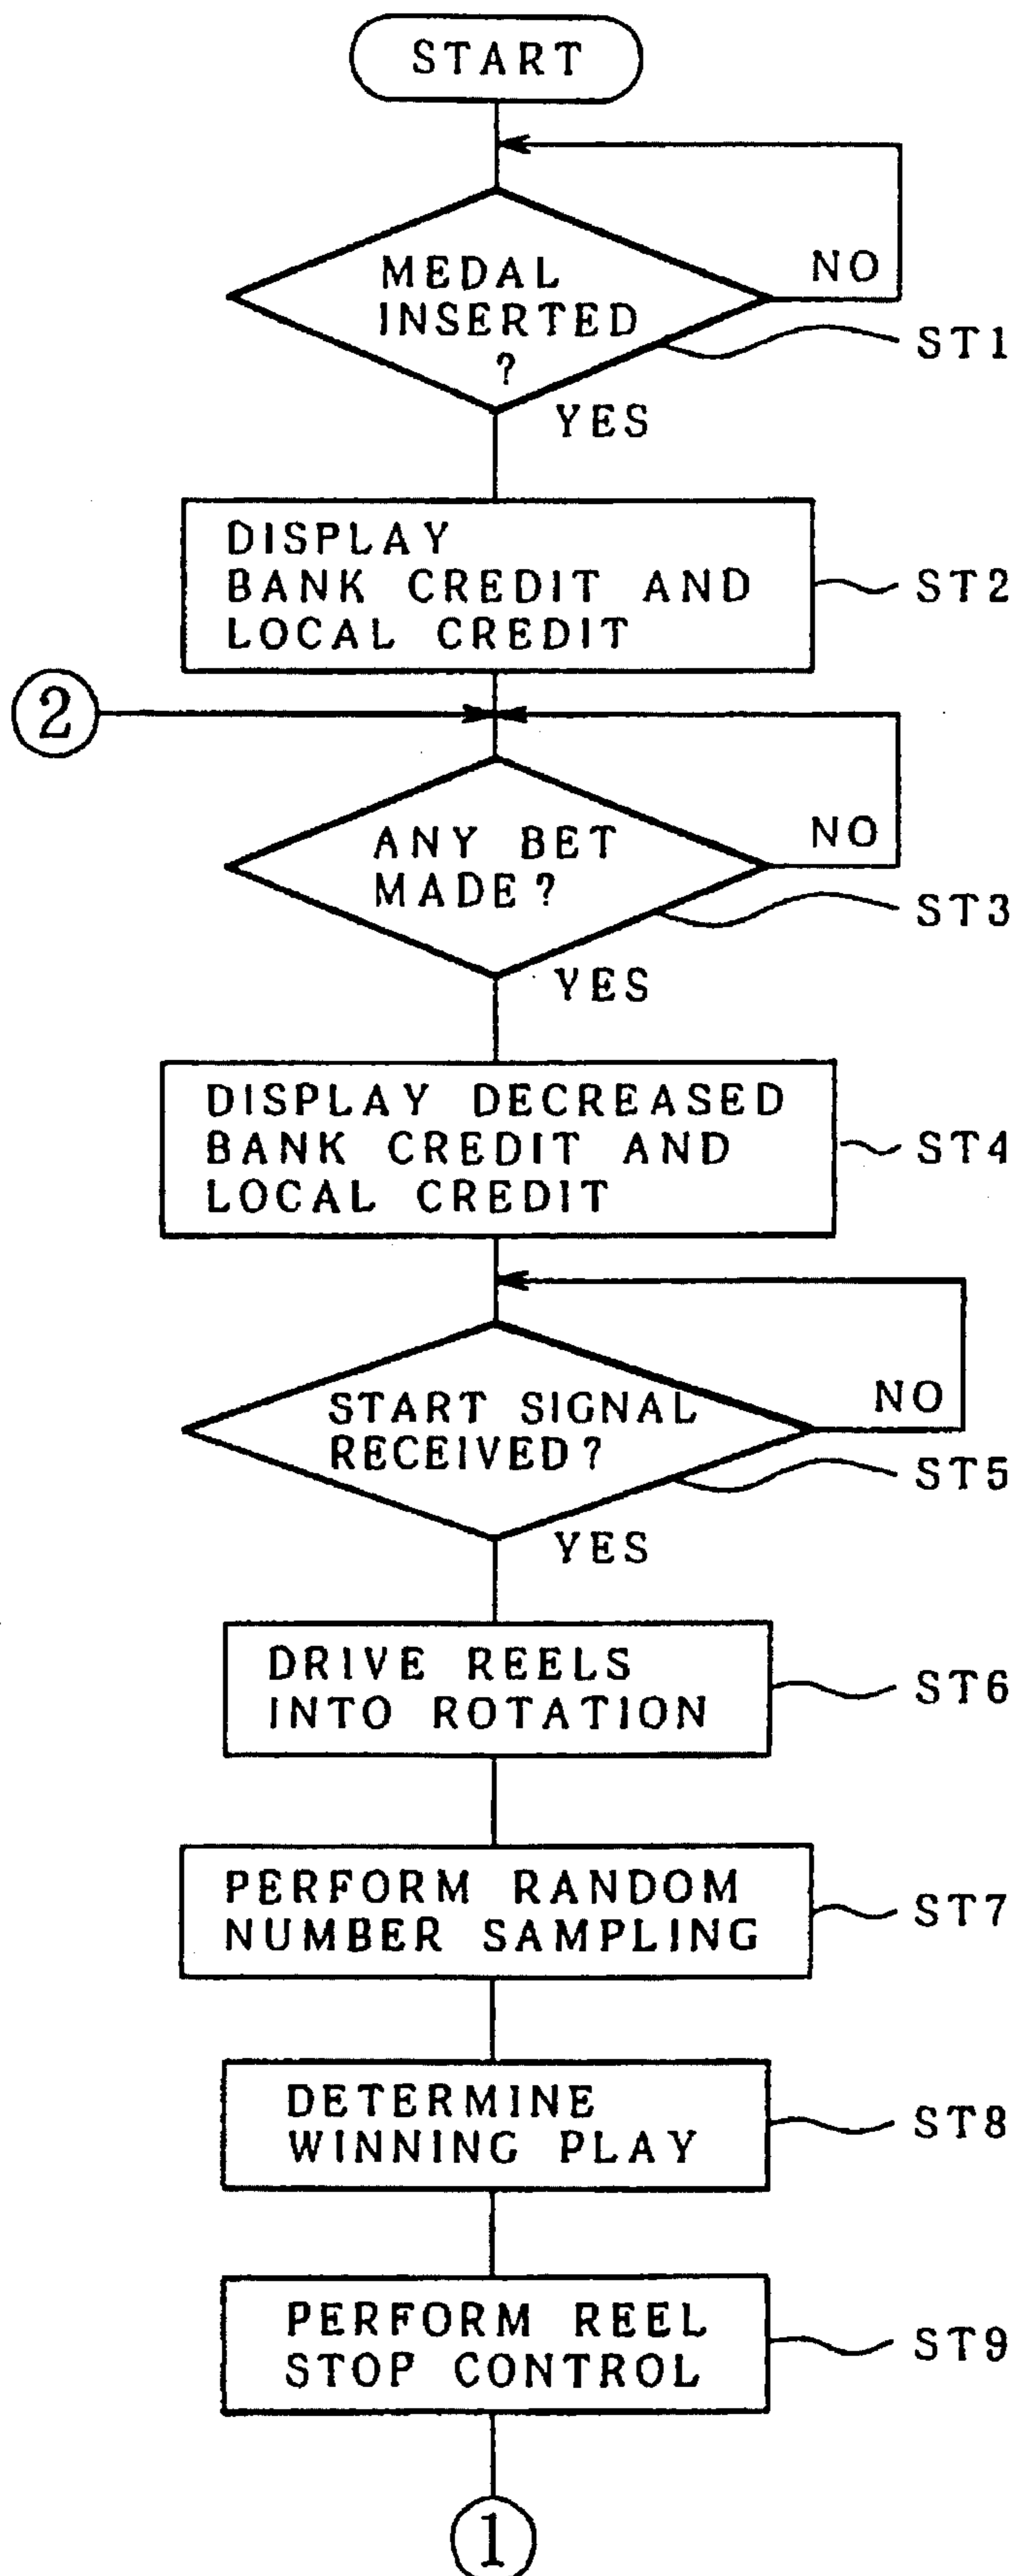 START
MEDAL
INSERTED
?
NO
ST1
YES
DISPLAY
BANK CREDIT AND
LOCAL CREDIT
ST2
2
ANY BET
MADE?
NO
ST3
YES
DISPLAY DECREASED
BANK CREDIT AND
LOCAL CREDIT
ST4
START SIGNAL
RECEIVED?
NO
ST5
YES
DRIVE REELS
INTO ROTATION
ST6
PERFORM RANDOM
NUMBER SAMPLING
ST7
DETERMINE
WINNING PLAY
ST8
PERFORM REEL
STOP CONTROL
ST9
1